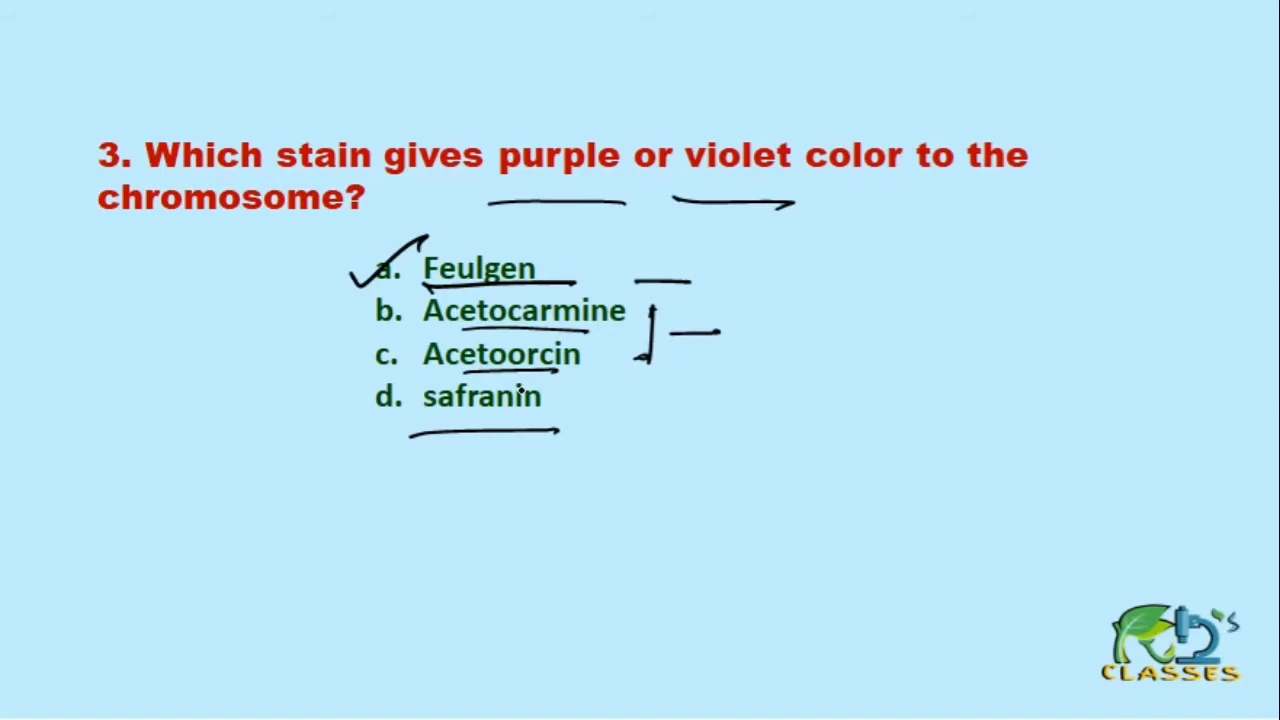 3. Which stain gives purple or violet color to the
chromosome?
a. Feulgen
b. Acetocarmine
c. Acetoorcin
d. safranin
R D's
CLASSES